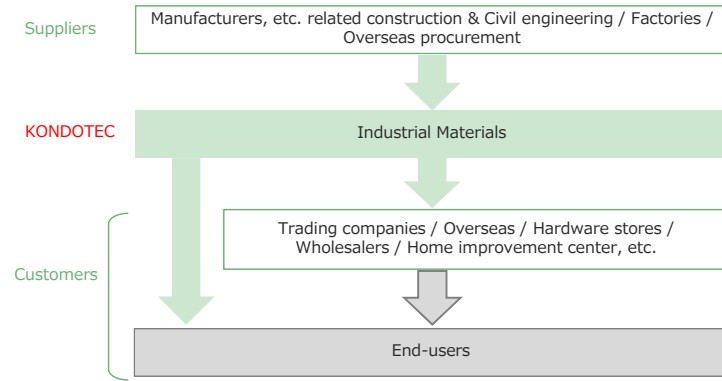 Suppliers
Manufacturers, etc. related construction & Civil engineering / Factories /
Overseas procurement
KONDOTEC
Industrial Materials
Trading companies / Overseas / Hardware stores /
Wholesalers / Home improvement center, etc.
Customers
End-users